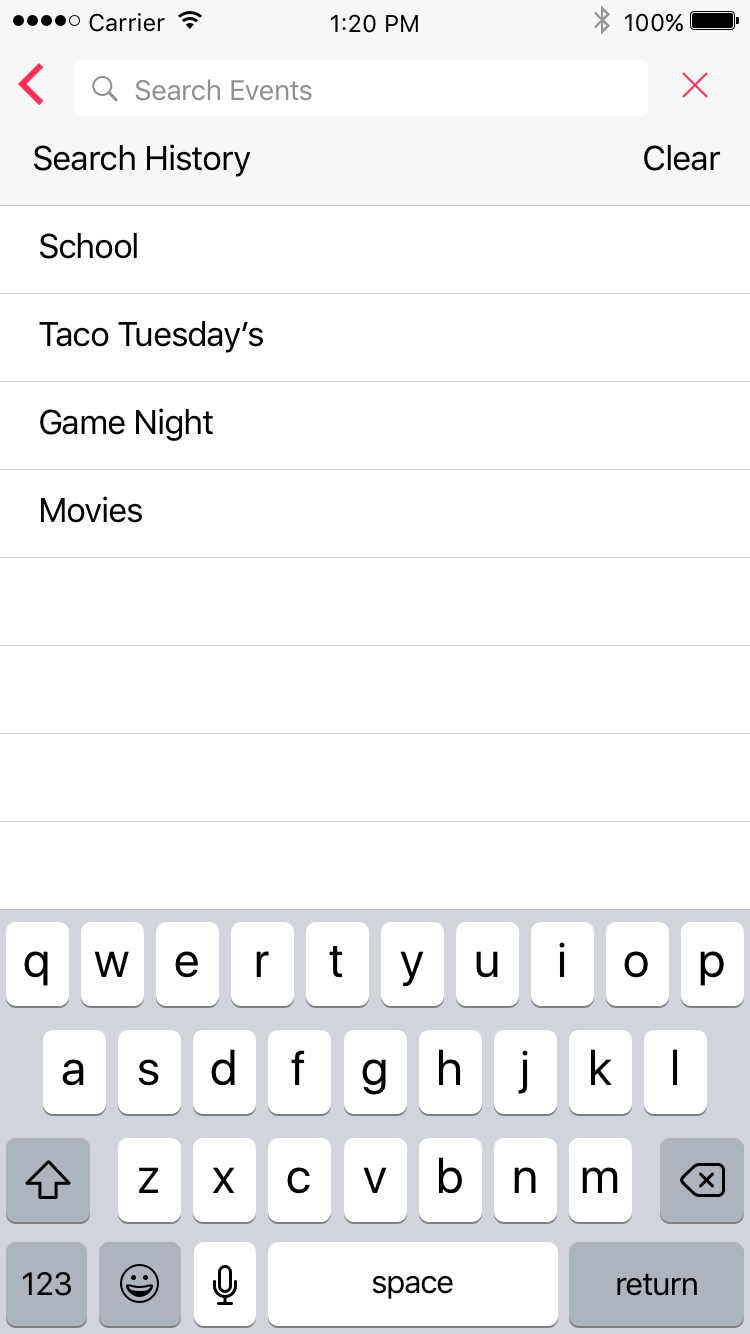 Carrier 1:20 PM 100%
Search Events
Search History Clear
School
Taco Tuesday’s
Game Night
Movies
q w e r t y u i o p
a s d f g h j k l
z x c v b n m
123 space return